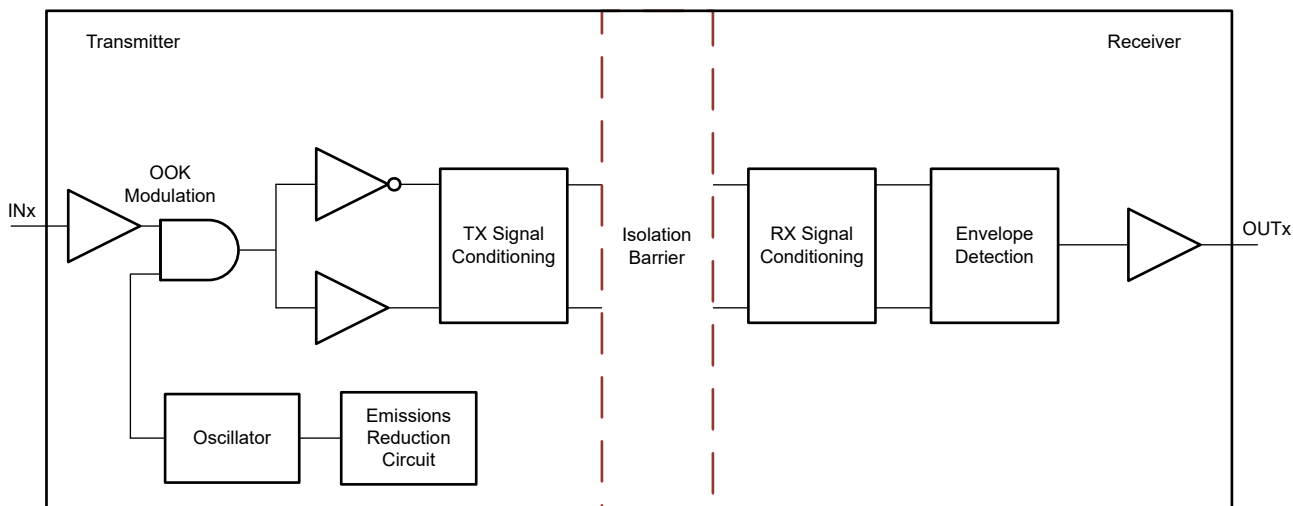 Transmitter
Receiver
OOK
Modulation
INx
TX Signal
Conditioning
Isolation
Barrier
RX Signal
Conditioning
Envelope
Detection
OUTx
Oscillator
Emissions
Reduction
Circuit